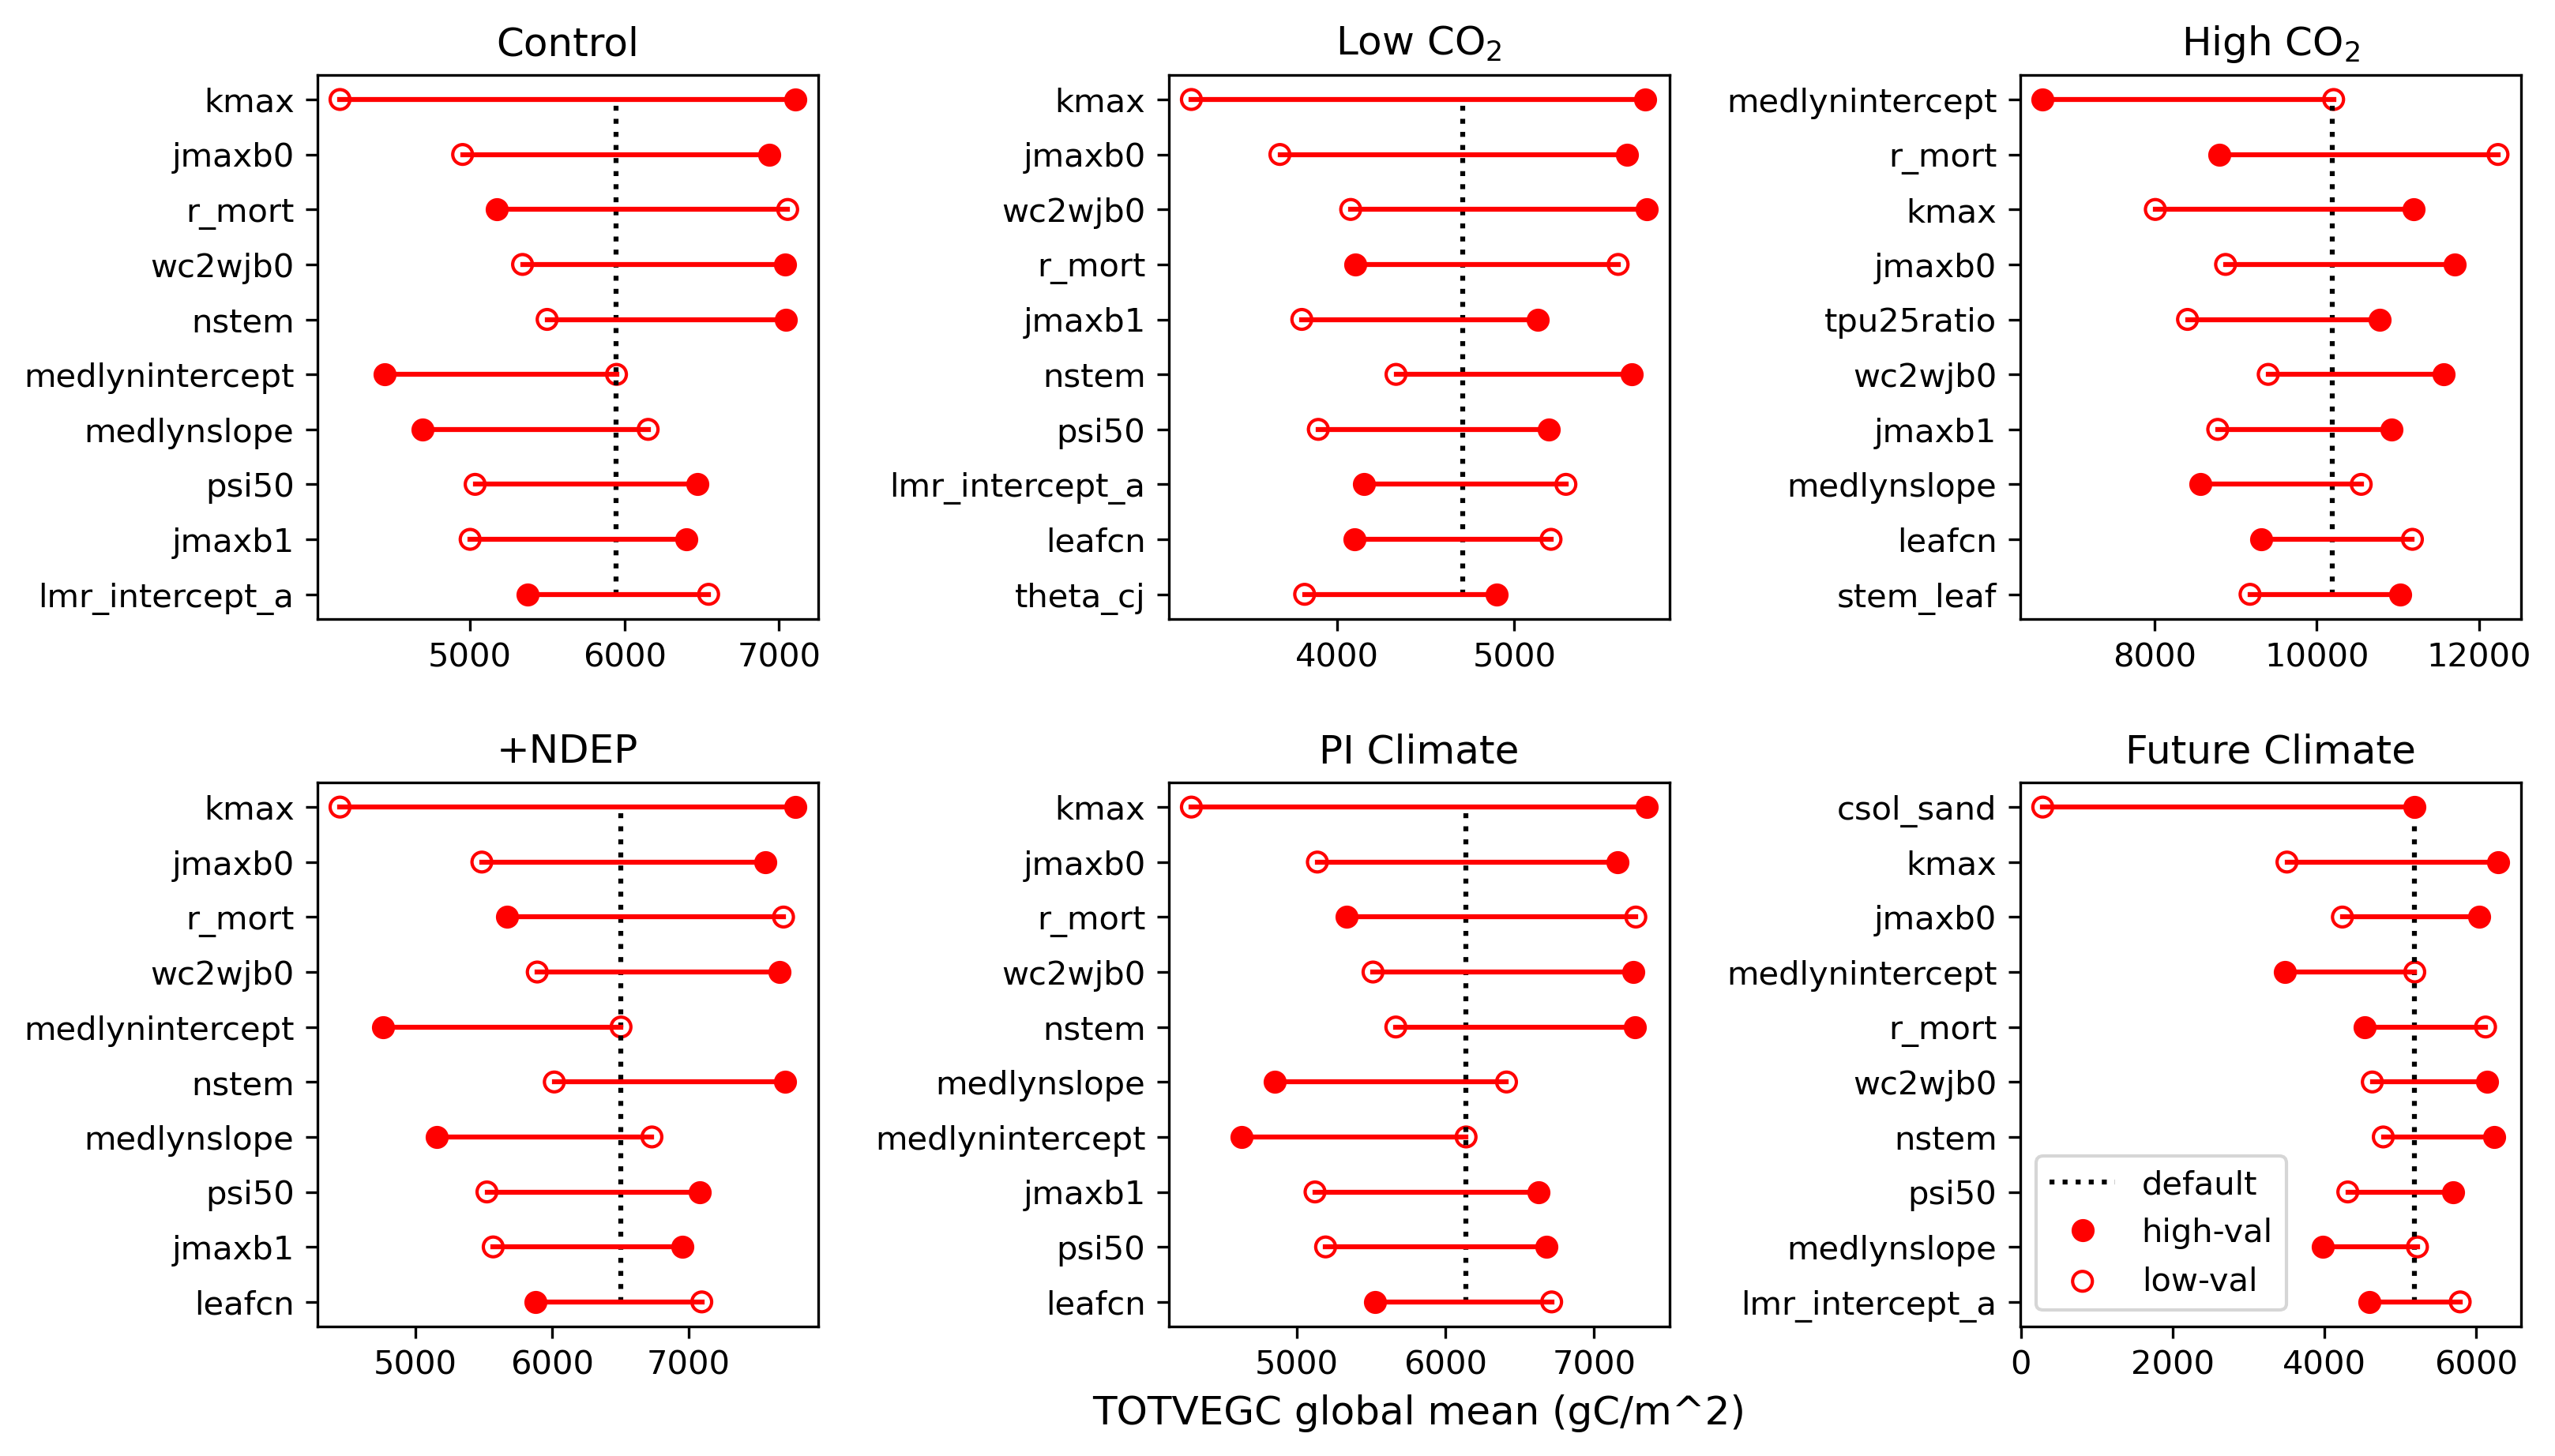 Control
kmax
jmaxb0
r_mort
wc2wjb0
nstem
medlynintercept
medlynslope
psi50
jmaxb1
lmr_intercept_a
5000 6000 7000
Low CO₂
kmax
jmaxb0
wc2wjb0
r_mort
jmaxb1
nstem
psi50
lmr_intercept_a
leafcn
theta_cj
4000 5000
High CO₂
medlynintercept
r_mort
kmax
jmaxb0
tpu25ratio
wc2wjb0
jmaxb1
medlynslope
leafcn
stem_leaf
8000 10000 12000
+NDEP
kmax
jmaxb0
r_mort
wc2wjb0
medlynintercept
nstem
medlynslope
psi50
jmaxb1
leafcn
5000 6000 7000
PI Climate
kmax
jmaxb0
r_mort
wc2wjb0
nstem
medlynslope
medlynintercept
jmaxb1
psi50
leafcn
5000 6000 7000
Future Climate
csol_sand
kmax
jmaxb0
medlynintercept
r_mort
wc2wjb0
nstem
psi50
medlynslope
lmr_intercept_a
default
high-val
low-val
0 2000 4000 6000
TOTVEGC global mean (gC/m^2)